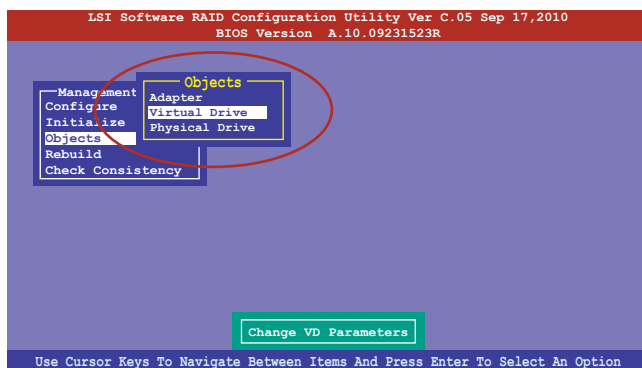 LSI Software RAID Configuration Utility Ver C.05 Sep 17,2010
BIOS Version A.10.09231523R
Management
Configure
Initialize
Objects
Rebuild
Check Consistency
Objects
Adapter
Virtual Drive
Physical Drive
Change VD Parameters
Use Cursor Keys To Navigate Between Items And Press Enter To Select An Option